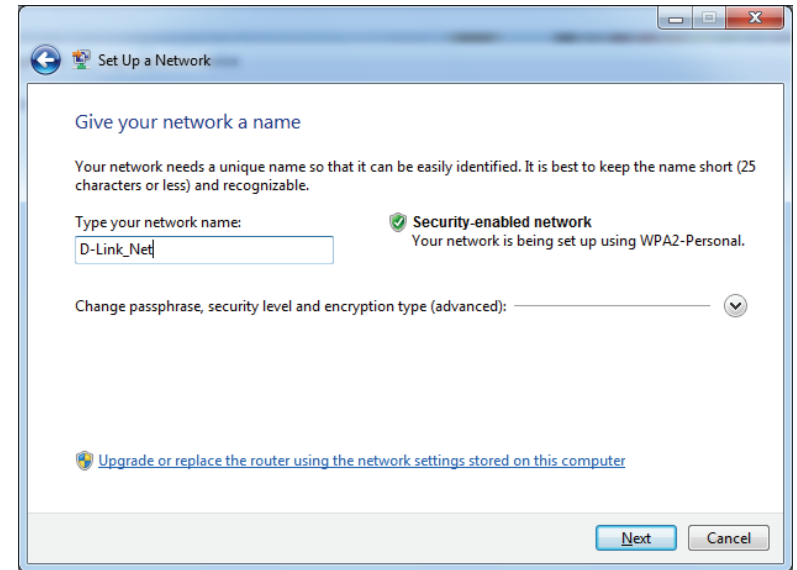 Set Up a Network
Give your network a name
Your network needs a unique name so that it can be easily identified. It is best to keep the name short (25
characters or less) and recognizable.
Type your network name:
D-Link_Net
Security-enabled network
Your network is being set up using WPA2-Personal.
Change passphrase, security level and encryption type (advanced):
Upgrade or replace the router using the network settings stored on this computer
Next
Cancel